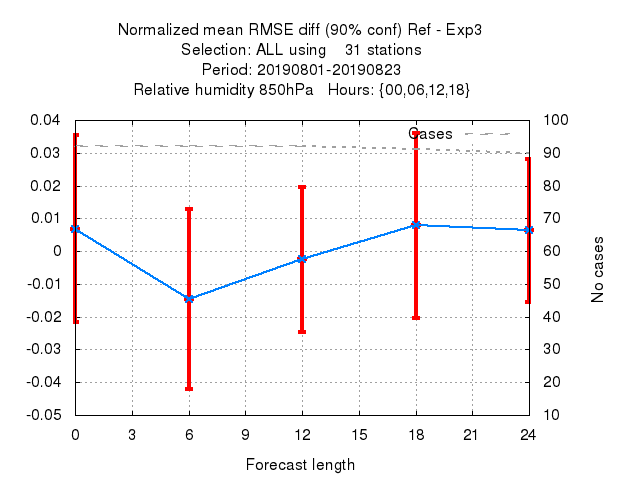 Normalized mean RMSE diff (90% conf) Ref - Exp3
Selection: ALL using    31 stations
Period: 20190801-20190823
Relative humidity 850hPa   Hours: {00,06,12,18}
0.04
0.03
0.02
0.01
0
-0.01
-0.02
-0.03
-0.04
-0.05
Cases
100
90
80
70
60
50
40
30
20
10
No cases
0 3 6 9 12 15 18 21 24
Forecast length